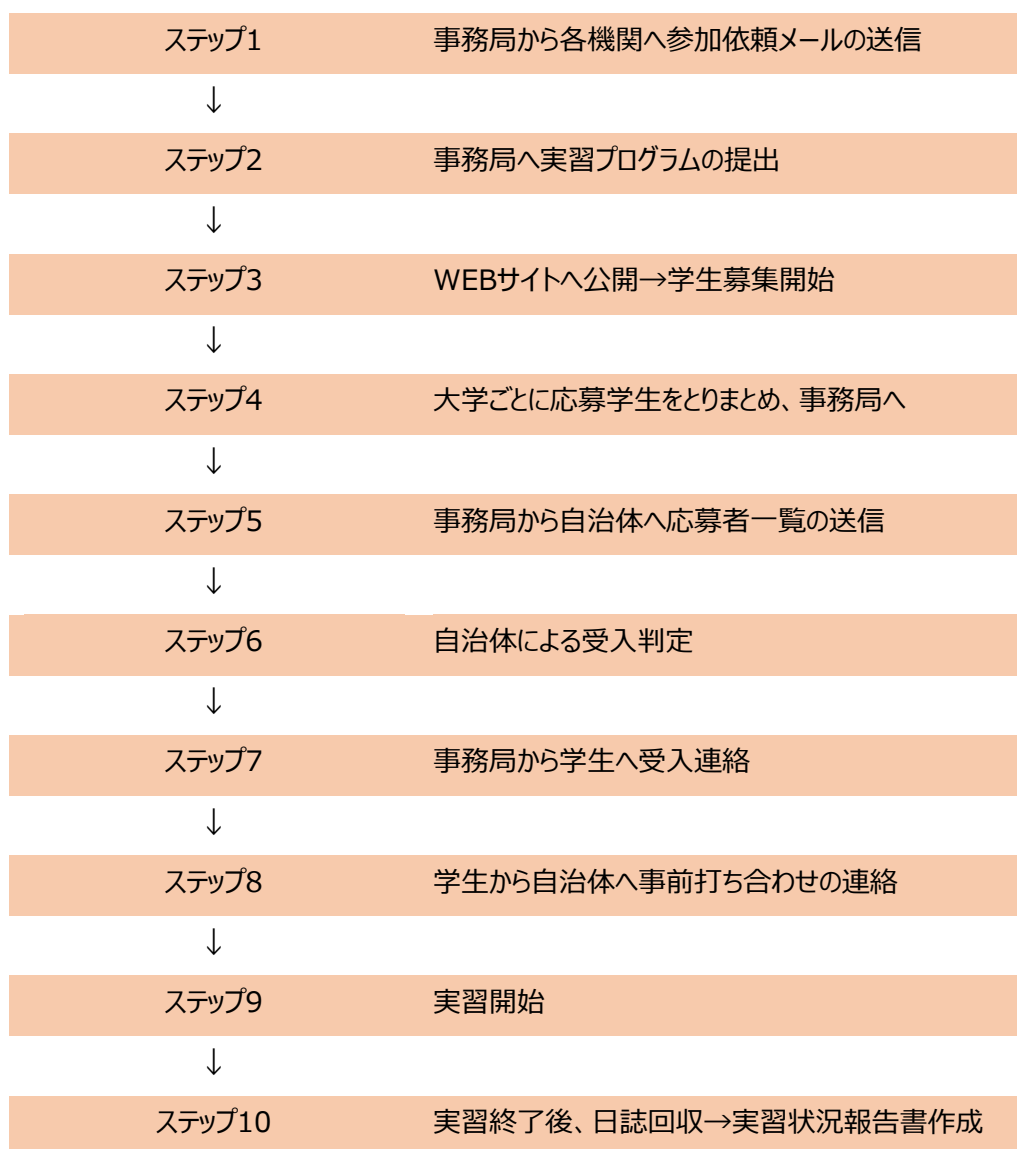 ステップ1 事務局から各機関へ参加依頼メールの送信
↓
ステップ2 事務局へ実習プログラムの提出
↓
ステップ3 WEBサイトへ公開→学生募集開始
↓
ステップ4 大学ごとに応募学生をとりまとめ、事務局へ
↓
ステップ5 事務局から自治体へ応募者一覧の送信
↓
ステップ6 自治体による受入判定
↓
ステップ7 事務局から学生へ受入連絡
↓
ステップ8 学生から自治体へ事前打ち合わせの連絡
↓
ステップ9 実習開始
↓
ステップ10 実習終了後、日誌回収→実習状況報告書作成